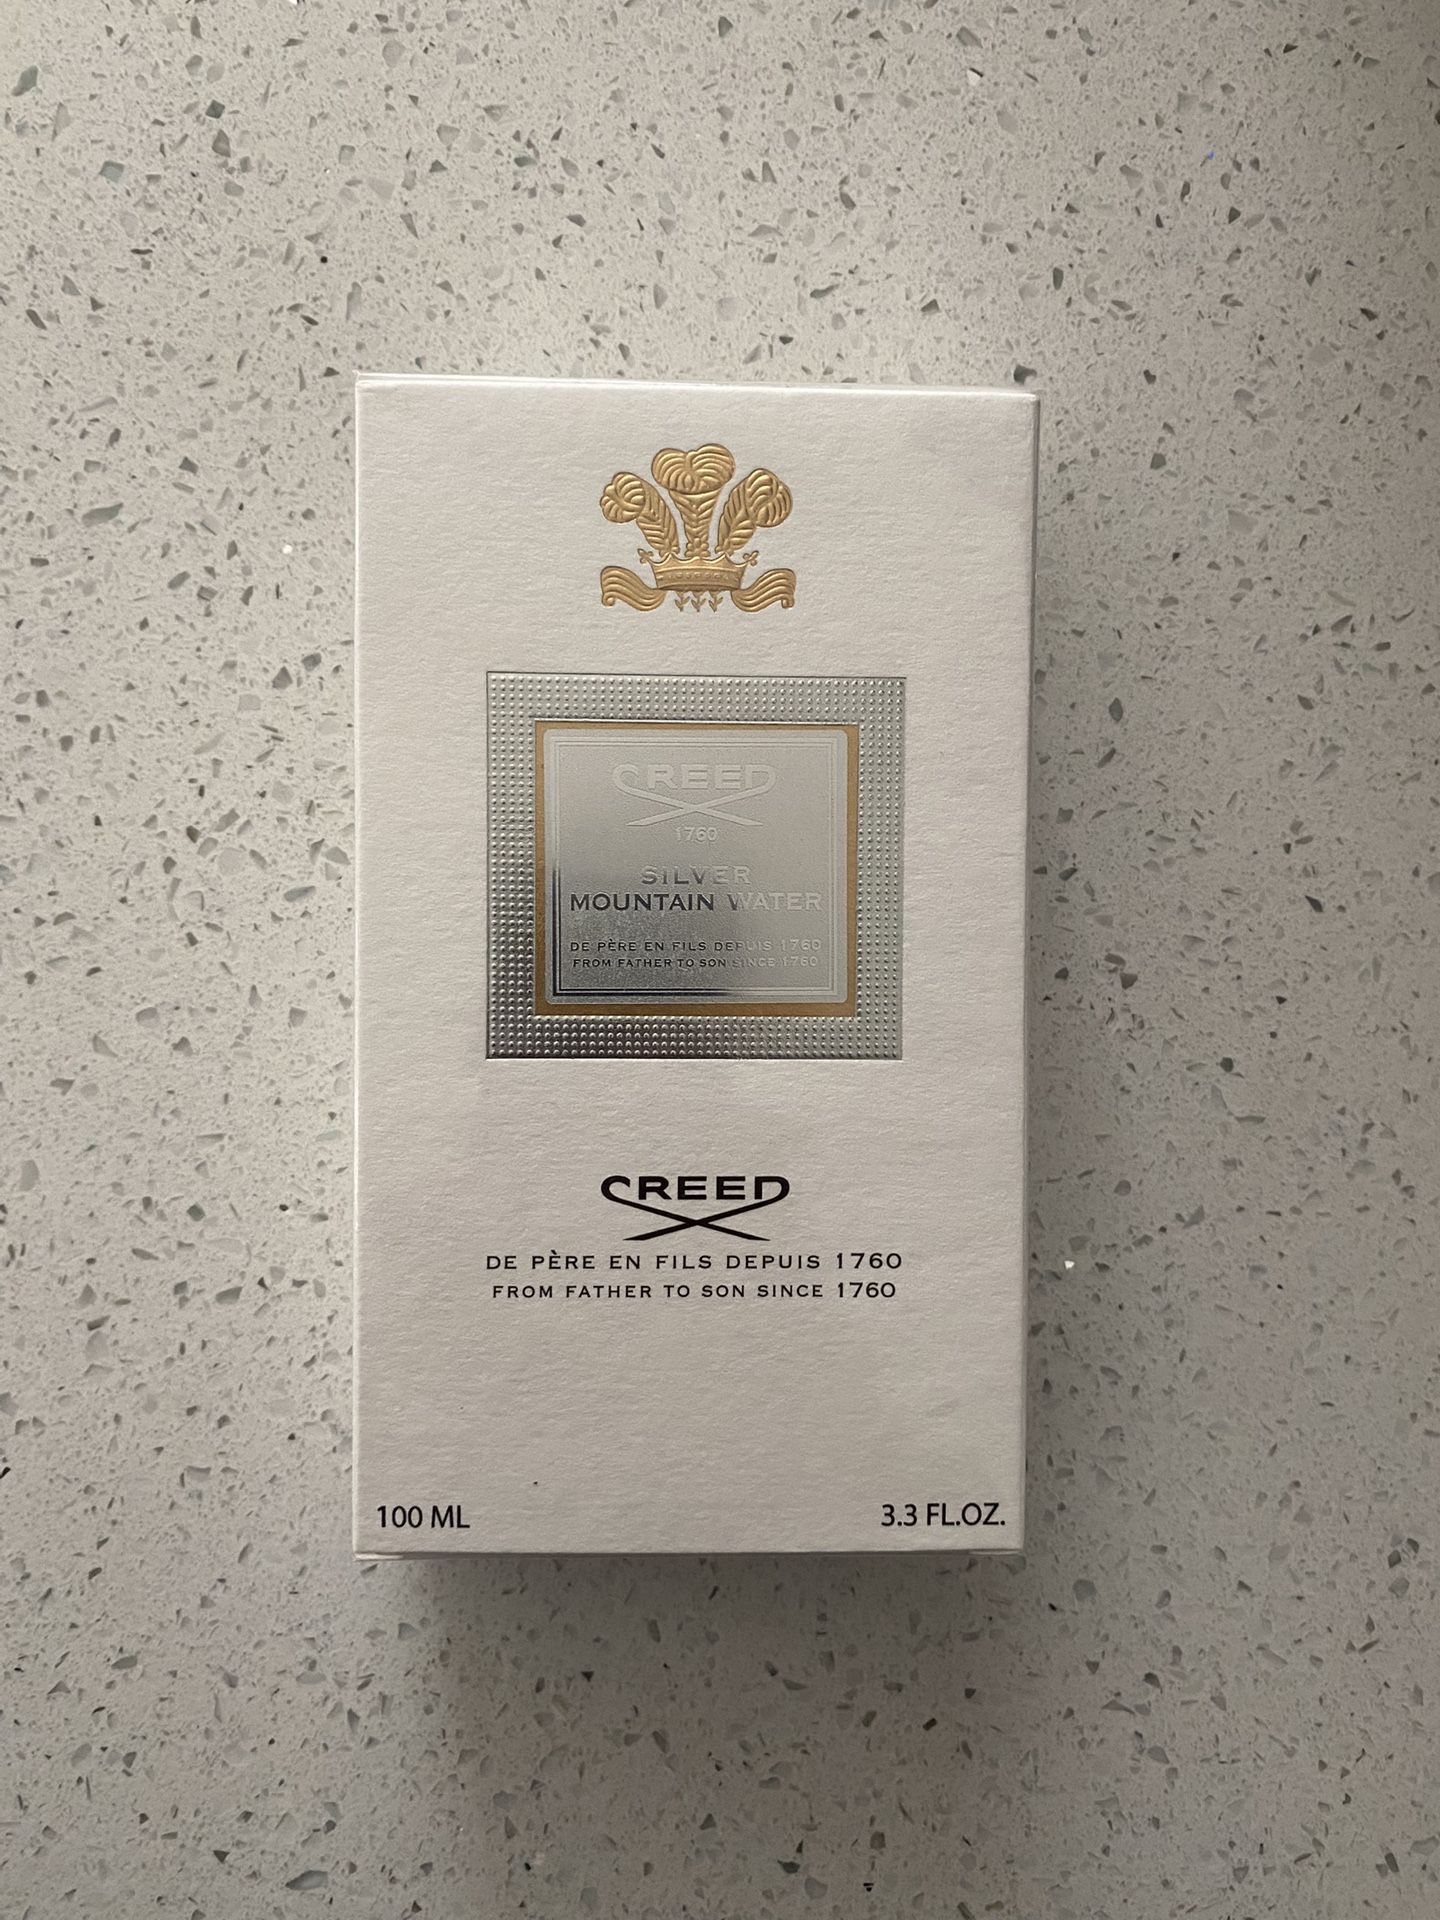 CREED
1760
SILVER
MOUNTAIN WATER
DE PÈRE EN FILS DEPUIS 1760
FROM FATHER TO SON SINCE 1760
CREED
DE PÈRE EN FILS DEPUIS 1760
FROM FATHER TO SON SINCE 1760
100 ML 3.3 FL.OZ.